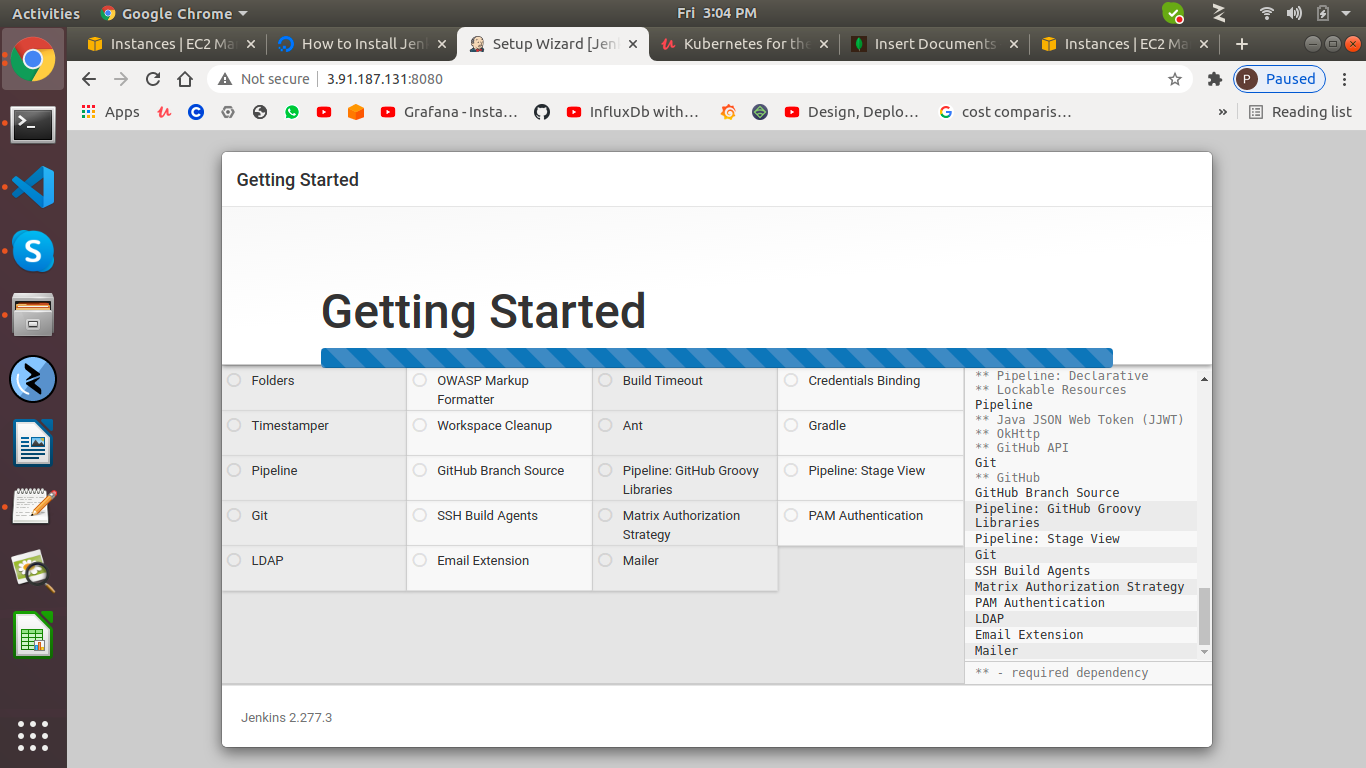 Activities
Google Chrome
Fri 3:04 PM
Instances | EC2 Ma
How to Install Jen
Setup Wizard [Jen
Kubernetes for the
Insert Documents
Instances | EC2 Ma
Not secure
3.91.187.131:8080
P
Paused
Apps
Grafana - Insta…
InfluxDb with…
Design, Deplo…
cost comparis…
»
Reading list
Getting Started
Getting Started
Folders
OWASP Markup
Formatter
Build Timeout
Credentials Binding
Timestamper
Workspace Cleanup
Ant
Gradle
Pipeline
GitHub Branch Source
Pipeline: GitHub Groovy
Libraries
Pipeline: Stage View
Git
SSH Build Agents
Matrix Authorization
Strategy
PAM Authentication
LDAP
Email Extension
Mailer
** Pipeline: Declarative
** Lockable Resources
Pipeline
** Java JSON Web Token (JJWT)
** OkHttp
** GitHub API
Git
** GitHub
GitHub Branch Source
Pipeline: GitHub Groovy
Libraries
Pipeline: Stage View
Git
SSH Build Agents
Matrix Authorization Strategy
PAM Authentication
LDAP
Email Extension
Mailer
** - required dependency
Jenkins 2.277.3